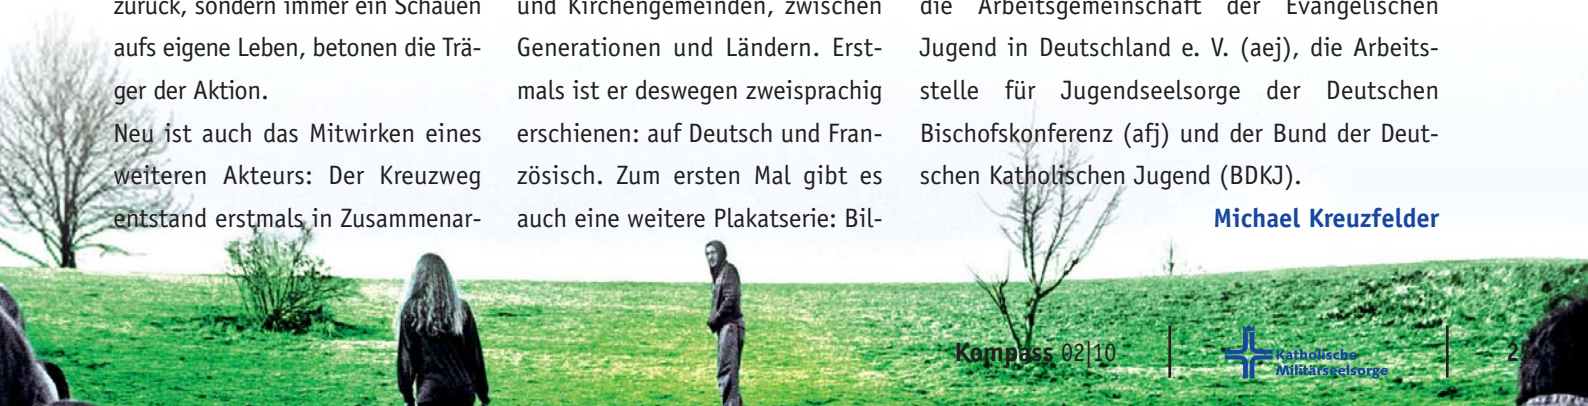 zurück, sondern immer ein Schauen
aufs eigene Leben, betonen die Trä-
ger der Aktion.
Neu ist auch das Mitwirken eines
weiteren Akteurs: Der Kreuzweg
entstand erstmals in Zusammenar-
und Kirchengemeinden, zwischen
Generationen und Ländern. Erst-
mals ist er deswegen zweisprachig
erschienen: auf Deutsch und Fran-
zösisch. Zum ersten Mal gibt es
auch eine weitere Plakatserie: Bil-
die Arbeitsgemeinschaft der Evangelischen
Jugend in Deutschland e. V. (aej), die Arbeits-
stelle für Jugendseelsorge der Deutschen
Bischofskonferenz (afj) und der Bund der Deut-
schen Katholischen Jugend (BDKJ).
Michael Kreuzfelder
Kompass 02|10
Katholische
Militärseelsorge